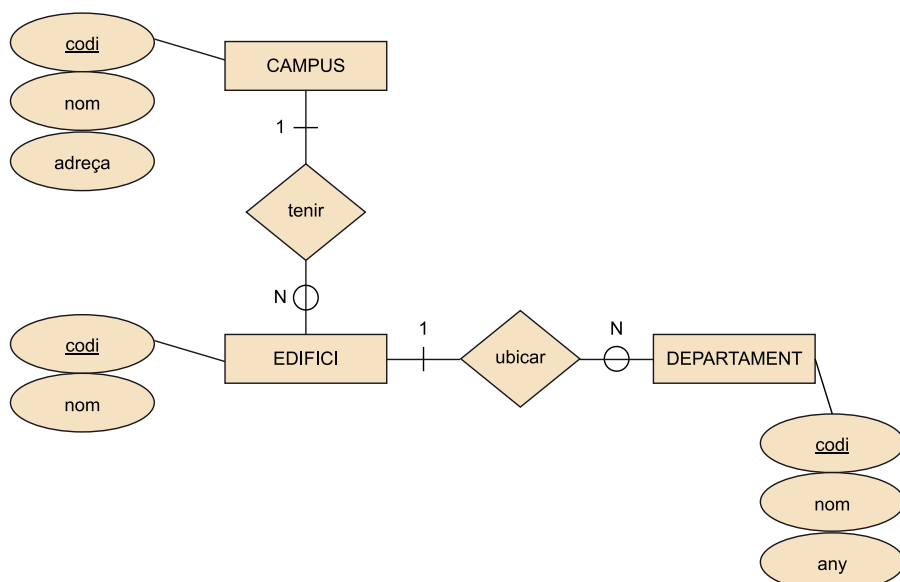 codi
CAMPUS
nom
1
adreça
tenir
N
codi
1
N
EDIFICI
ubicar
DEPARTAMENT
nom
codi
nom
any